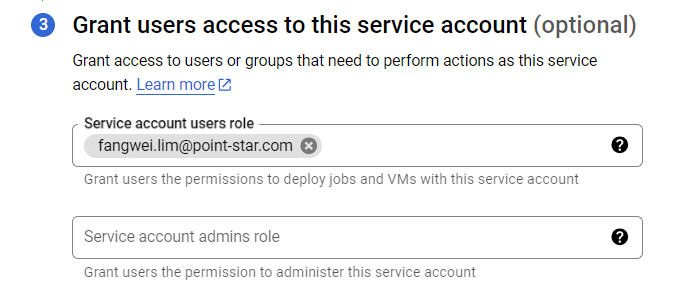 3 Grant users access to this service account (optional)
Grant access to users or groups that need to perform actions as this service
account. Learn more
Service account users role
fangwei.lim@point-star.com
?
Grant users the permissions to deploy jobs and VMs with this service account
Service account admins role
?
Grant users the permission to administer this service account